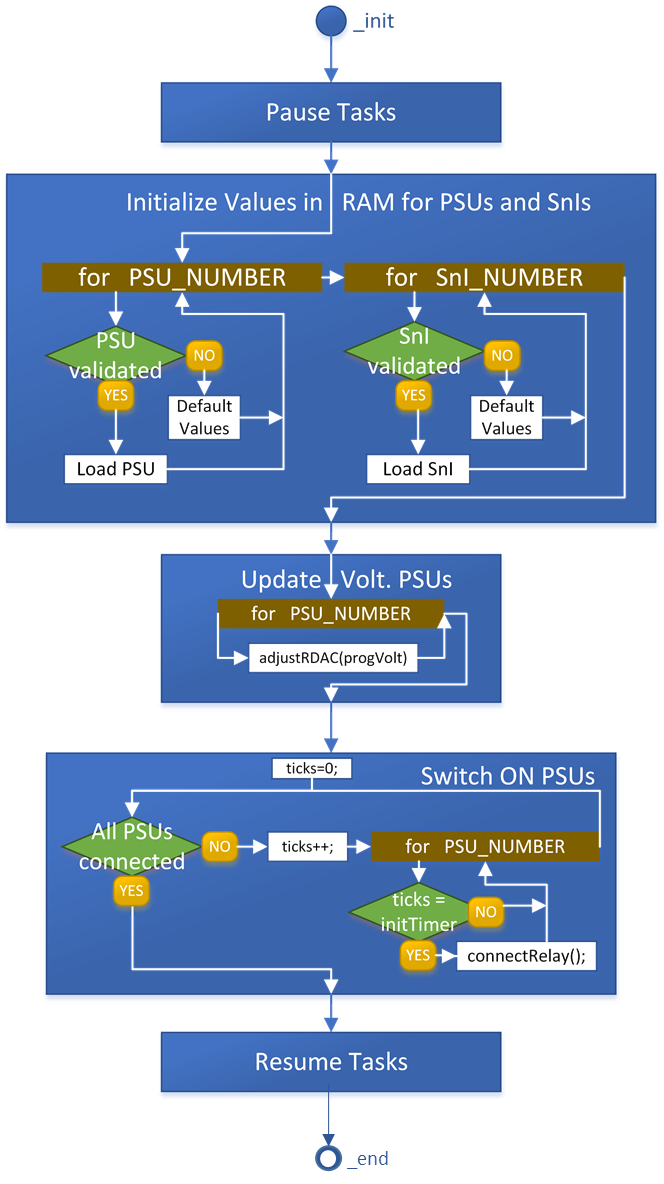 _init
Pause Tasks
Initialize Values in RAM for PSUs and SnIs
for PSU_NUMBER
for SnI_NUMBER
PSU
validated
NO
YES
Default
Values
Load PSU
SnI
validated
NO
YES
Default
Values
Load SnI
Update Volt. PSUs
for PSU_NUMBER
adjustRDAC(progVolt)
ticks=0;
Switch ON PSUs
All PSUs
connected
NO
YES
ticks++;
for PSU_NUMBER
ticks =
initTimer
NO
YES
connectRelay();
Resume Tasks
_end